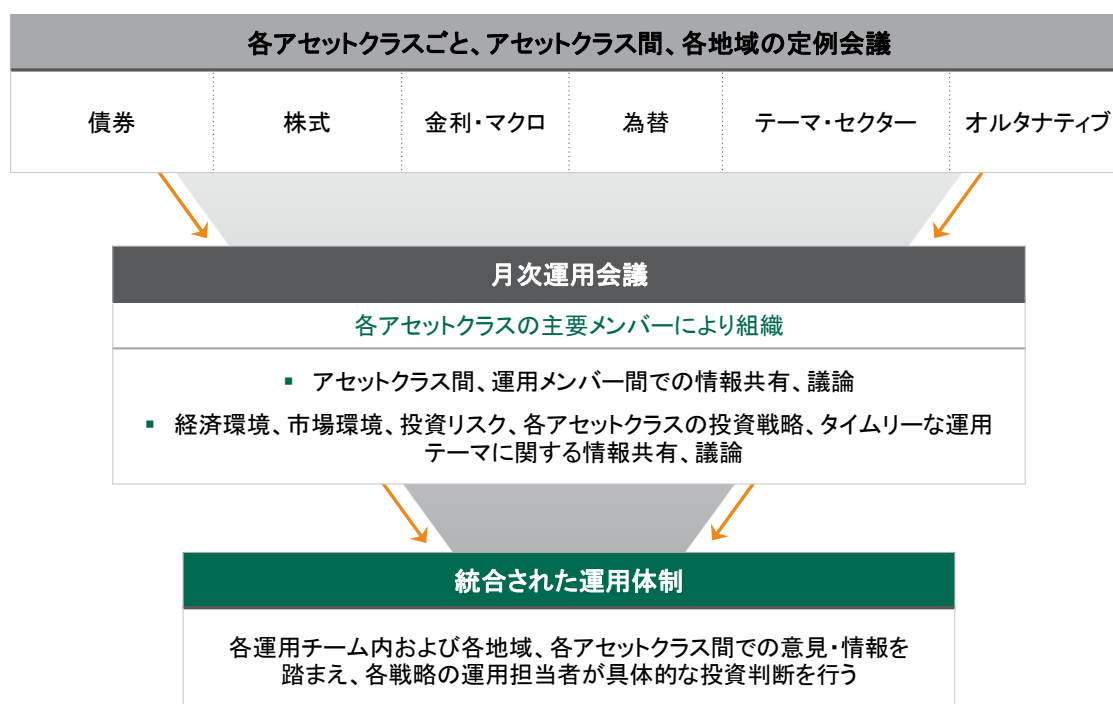 各アセットクラスごと、アセットクラス間、各地域の定例会議
債券
株式
金利・マクロ
為替
テーマ・セクター
オルタナティブ
月次運用会議
各アセットクラスの主要メンバーにより組織
▪ アセットクラス間、運用メンバー間での情報共有、議論
▪ 経済環境、市場環境、投資リスク、各アセットクラスの投資戦略、タイムリーな運用
テーマに関する情報共有、議論
統合された運用体制
各運用チーム内および各地域、各アセットクラス間での意見・情報を
踏まえ、各戦略の運用担当者が具体的な投資判断を行う